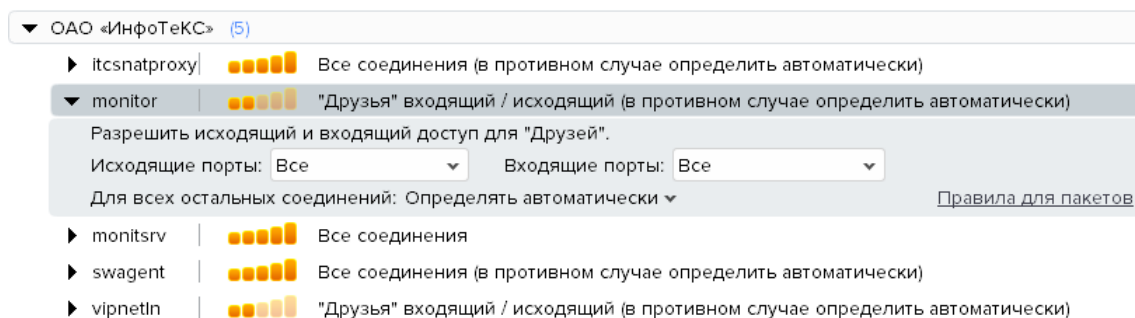 ОАО «ИнфоТеКС» (5)
itcsnatproxy Все соединения (в противном случае определить автоматически)
monitor "Друзья" входящий / исходящий (в противном случае определить автоматически)
Разрешить исходящий и входящий доступ для "Друзей".
Исходящие порты: Все Входящие порты: Все
Для всех остальных соединений: Определять автоматически Правила для пакетов
monitsrv Все соединения
swagent Все соединения (в противном случае определить автоматически)
vipnetln "Друзья" входящий / исходящий (в противном случае определить автоматически)